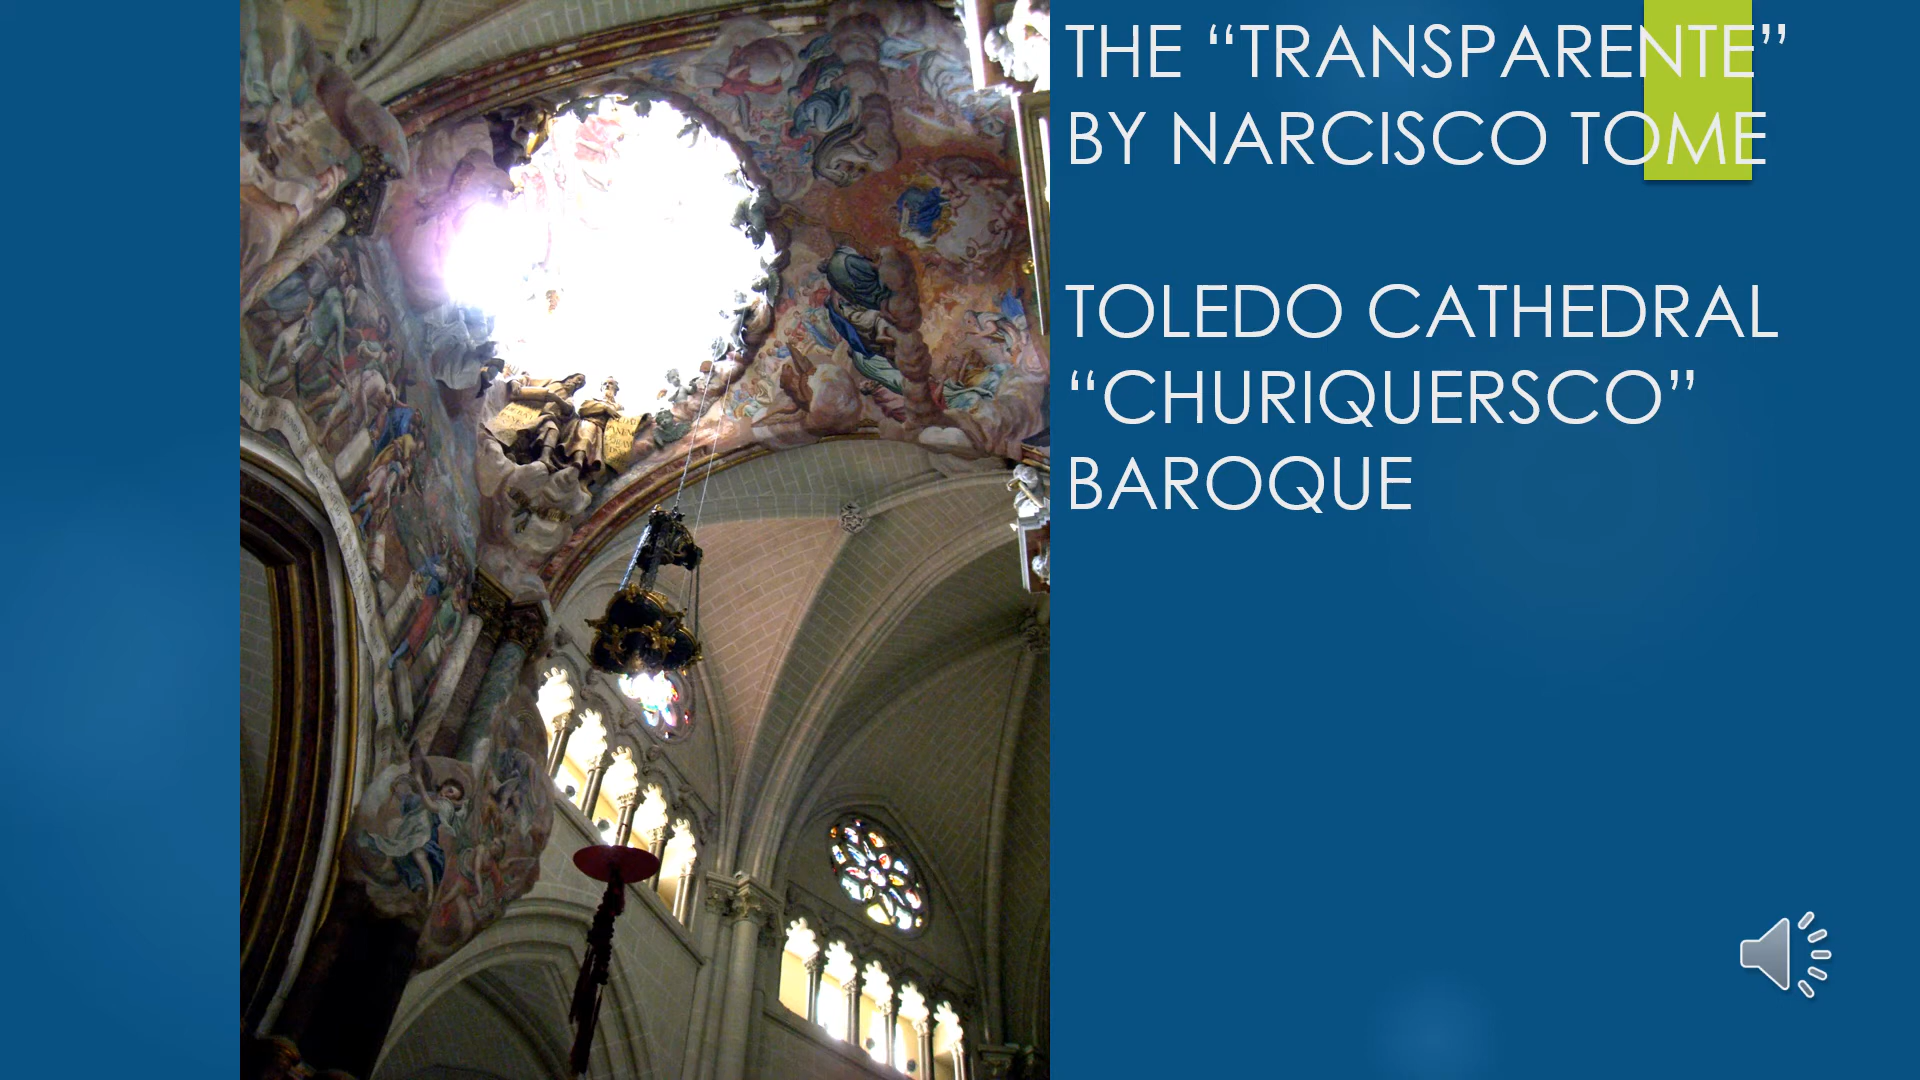 THE “TRANSPARENTE”
BY NARCISCO TOME
TOLEDO CATHEDRAL
“CHURIQUERSCO”
BAROQUE